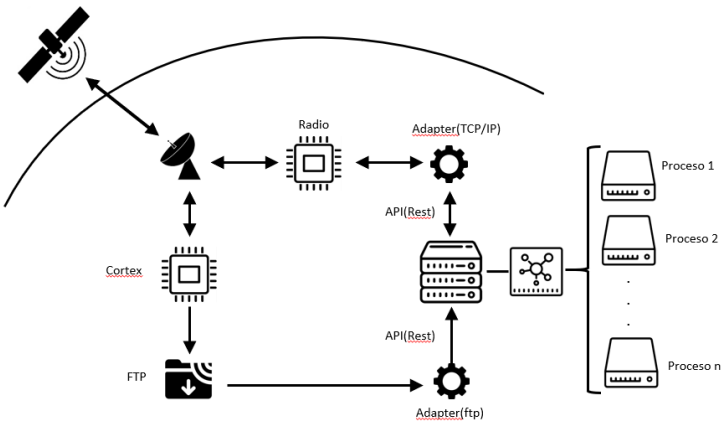 Radio
Adapter(TCP/IP)
Proceso 1
API(Rest)
Proceso 2
Cortex
.
.
.
API(Rest)
Proceso n
FTP
Adapter(ftp)